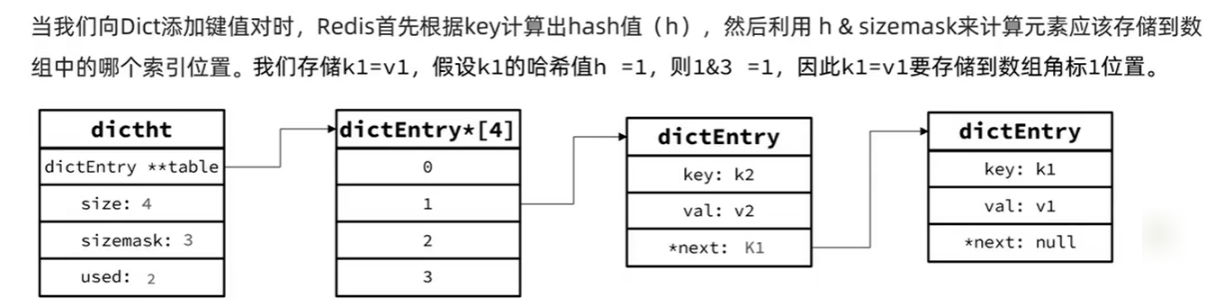 当我们向Dict添加键值对时，Redis首先根据key计算出hash值（h），然后利用 h & sizemask来计算元素应该存储到数
组中的哪个索引位置。我们存储k1=v1，假设k1的哈希值h =1，则1&3 =1，因此k1=v1要存储到数组角标1位置。
dictht
dictEntry **table
size: 4
sizemask: 3
used: 2
dictEntry*[4]
0
1
2
3
dictEntry
key: k2
val: v2
*next: K1
dictEntry
key: k1
val: v1
*next: null